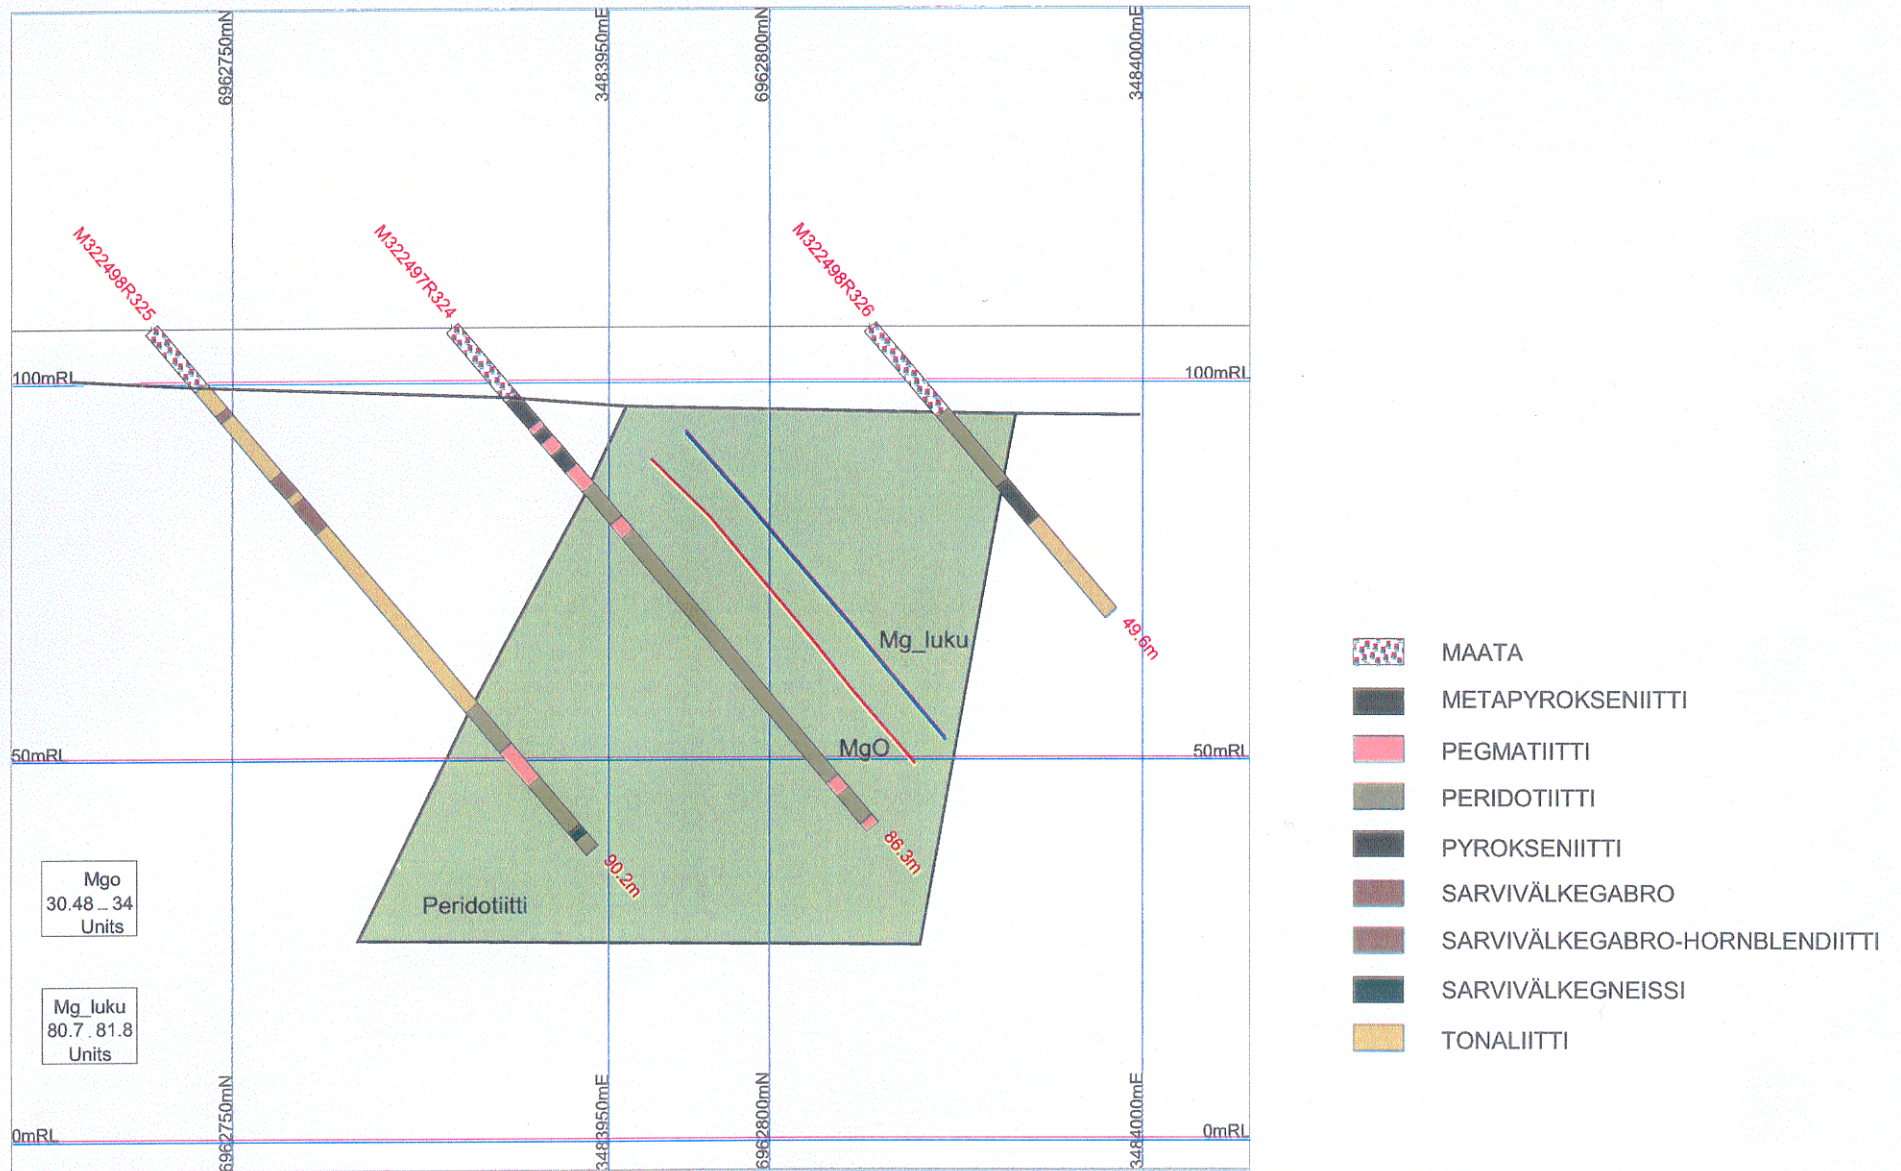 6962750mN
3483950mE
6962800mN
3484000mE
M322498R325
M322497R324
M322498R326
100mRL
100mRL
49.6m
Mg_luku
MgO
50mRL
50mRL
86.3m
90.2m
Peridotiitti
Mgo
30.48 _ 34
Units
Mg_luku
80.7 . 81.8
Units
0mRL
0mRL
6962750mN
3483950mE
6962800mN
3484000mE
MAATA
METAPYROKSENIITTI
PEGMATIITTI
PERIDOTIITTI
PYROKSENIITTI
SARVIVÄLKEGABRO
SARVIVÄLKEGABRO-HORNBLENDIITTI
SARVIVÄLKEGNEISSI
TONALIITTI